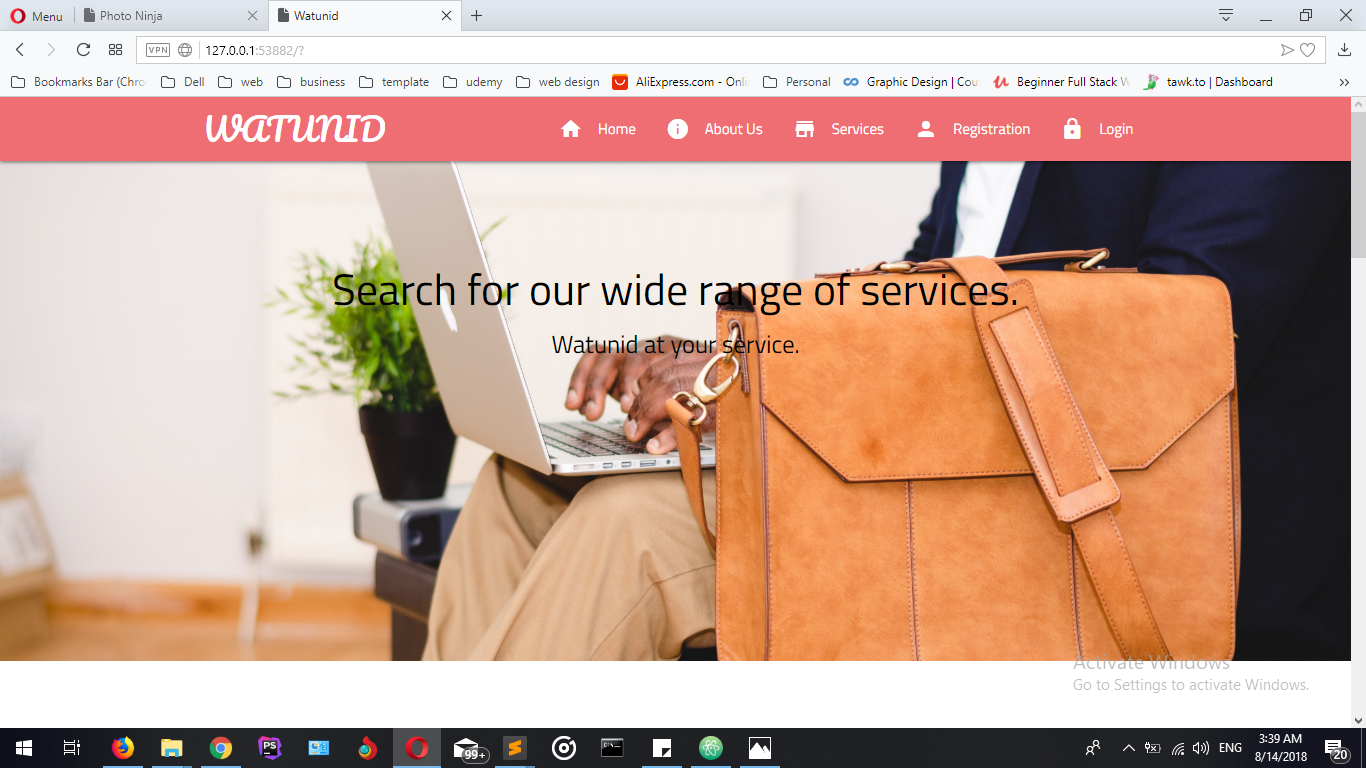 Menu
Photo Ninja
Watunid
VPN
127.0.0.1:53882/?
Bookmarks Bar (Chro
Dell
web
business
template
udemy
web design
AliExpress.com - Onli
Personal
Graphic Design | Cou
Beginner Full Stack W
tawk.to | Dashboard
WATUNID
Home
About Us
Services
Registration
Login
Search for our wide range of services.
Watunid at your service.
Activate Windows
Go to Settings to activate Windows.
PS
99+
ENG
3:39 AM
8/14/2018
20